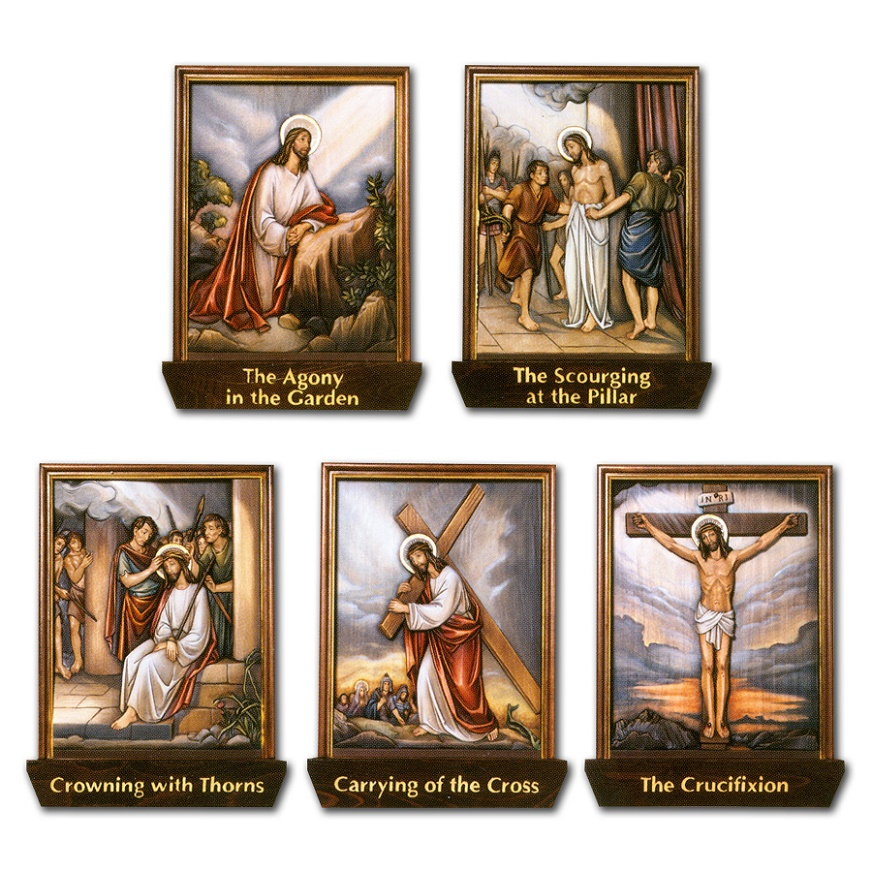 The Agony
in the Garden
The Scourging
at the Pillar
INRI
Crowning with Thorns
Carrying of the Cross
The Crucifixion